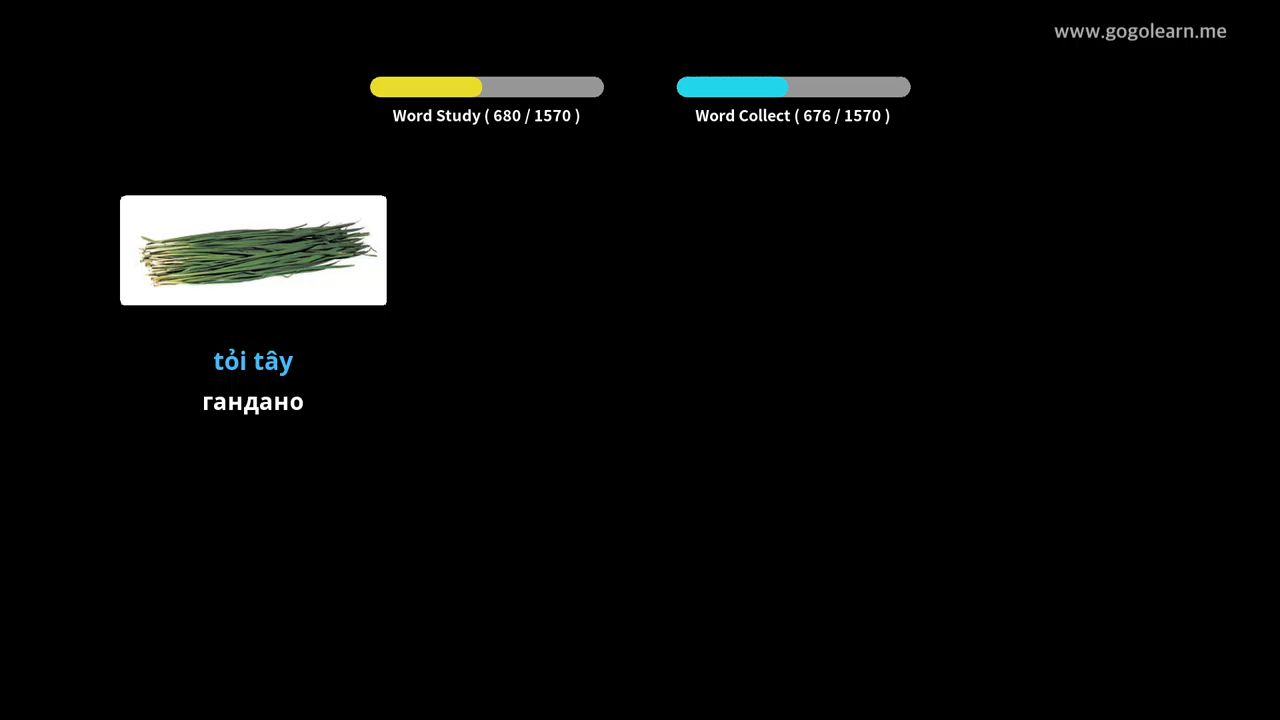 www.gogolearn.me
Word Study ( 680 / 1570 )
Word Collect ( 676 / 1570 )
tỏi tây
гандано